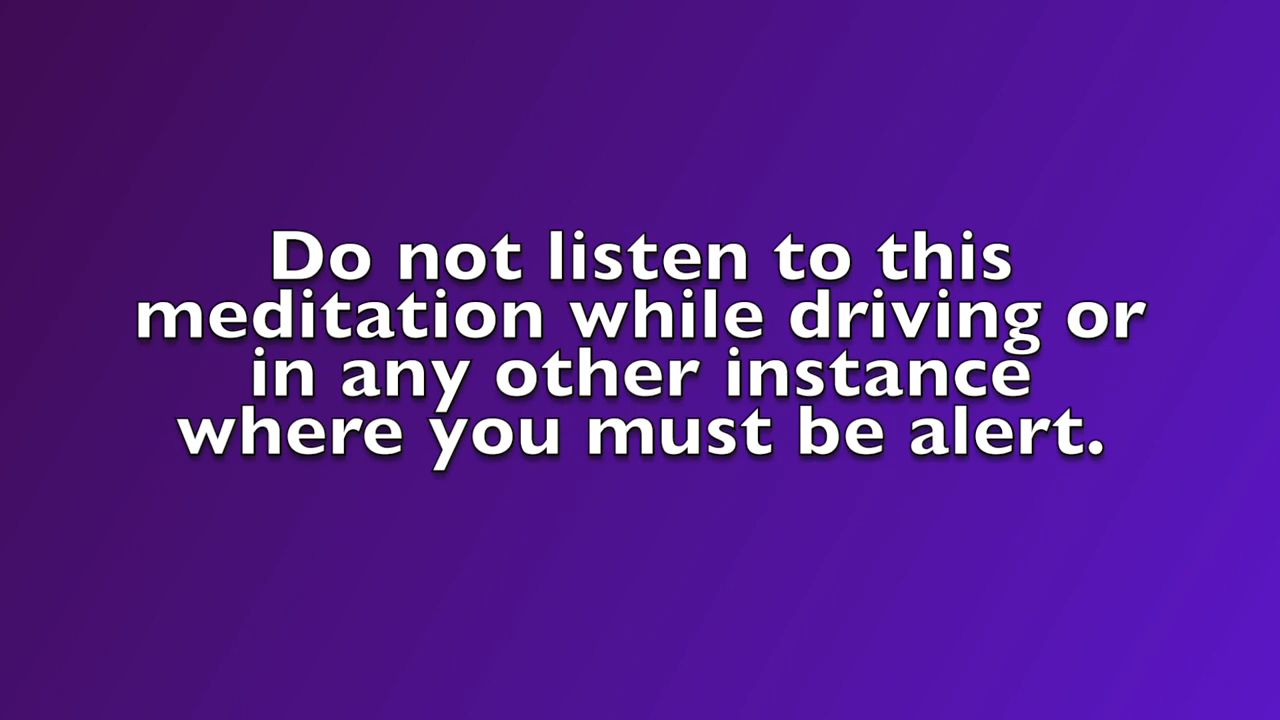 Do not listen to this
meditation while driving or
in any other instance
where you must be alert.